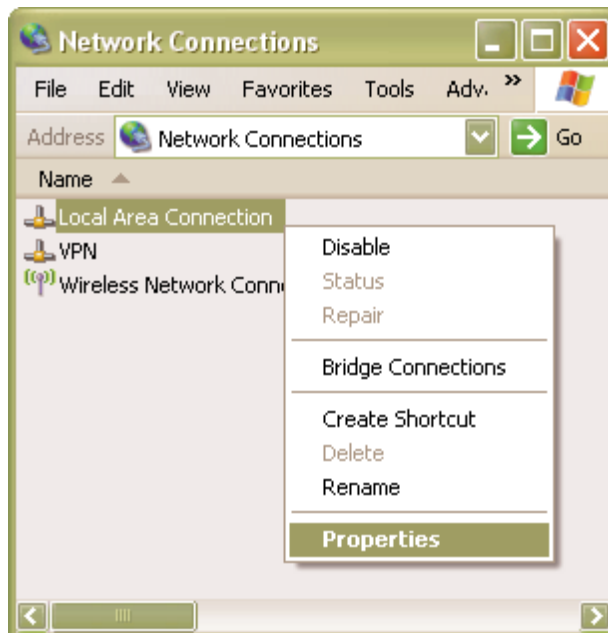 Network Connections
File Edit View Favorites Tools Adv. »
Address Network Connections Go
Name
Local Area Connection
VPN
Wireless Network
Disable
Status
Repair
Bridge Connections
Create Shortcut
Delete
Rename
Properties